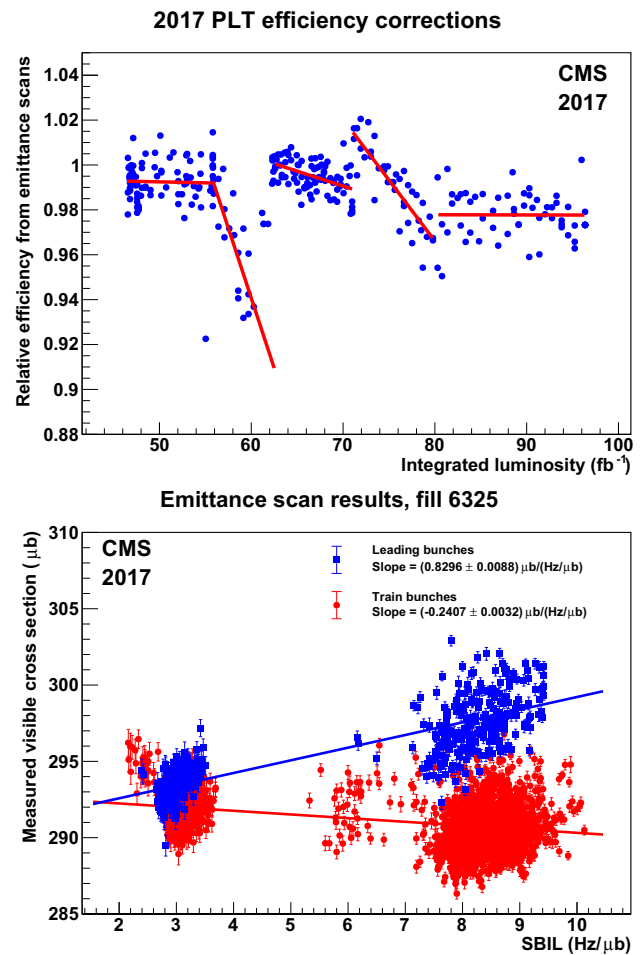 2017 PLT efficiency corrections
Relative efficiency from emittance scans
1.04
1.02
1
0.98
0.96
0.94
0.92
0.9
0.88
CMS
2017
50 60 70 80 90 100
Integrated luminosity (fb⁻¹)
Emittance scan results, fill 6325
Measured visible cross section (μb)
310
305
300
295
290
285
CMS
2017
Leading bunches
Slope = (0.8296 ± 0.0088) μb/(Hz/μb)
Train bunches
Slope = (-0.2407 ± 0.0032) μb/(Hz/μb)
2 3 4 5 6 7 8 9 10
SBIL (Hz/μb)